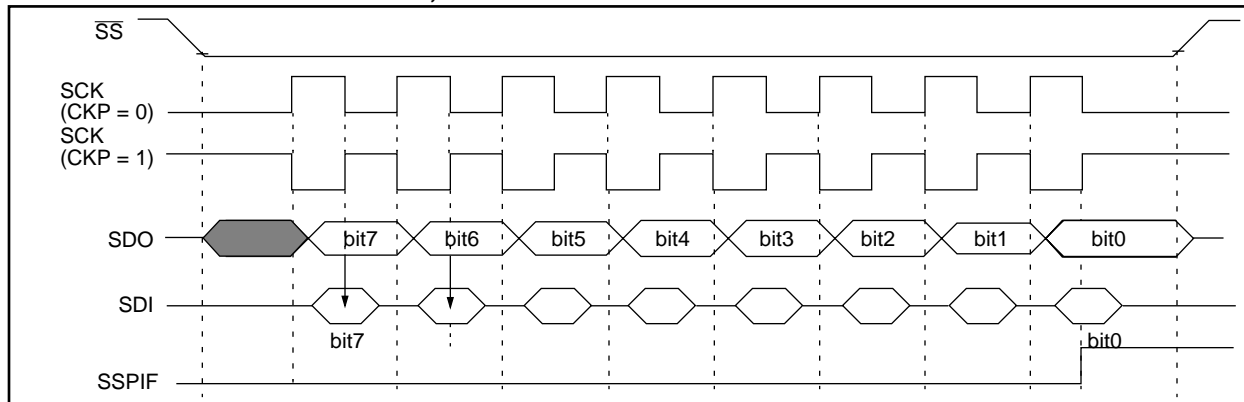 SS
SCK
(CKP = 0)
SCK
(CKP = 1)
SDO
bit7 bit6 bit5 bit4 bit3 bit2 bit1 bit0
SDI
bit7 bit0
SSPIF